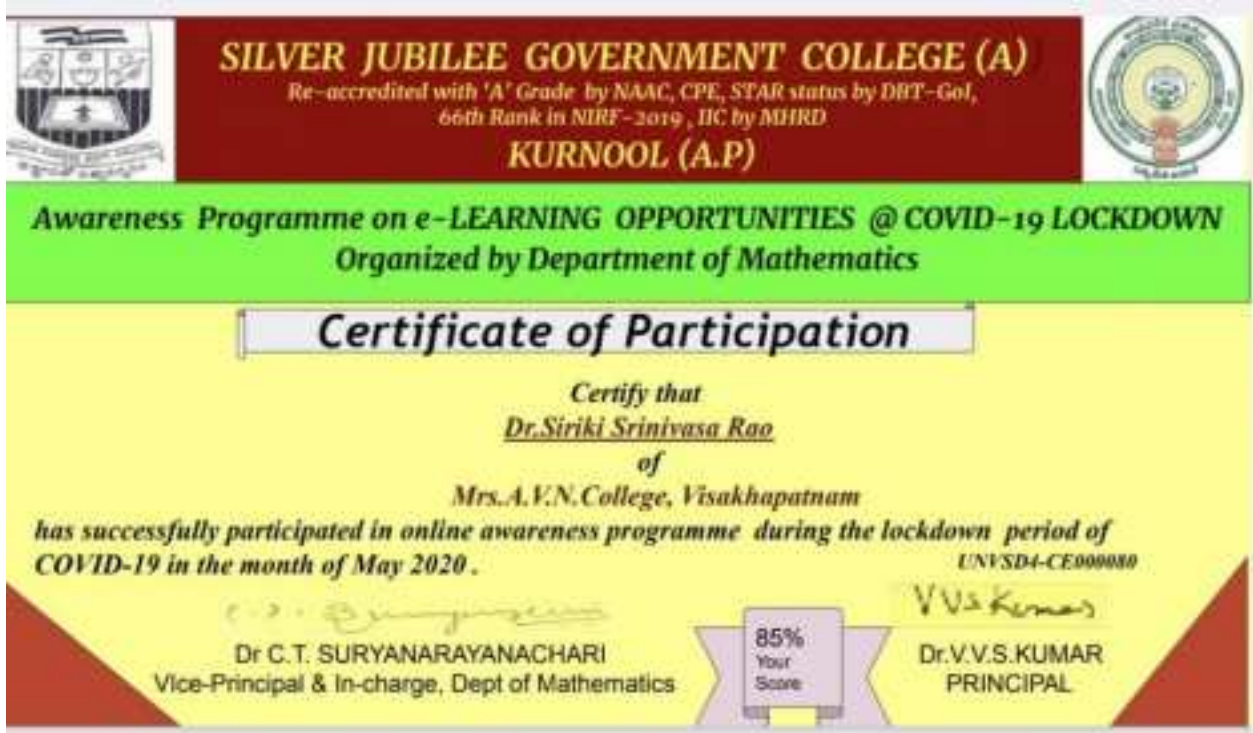 SILVER JUBILEE GOVERNMENT COLLEGE (A)
Re-accredited with 'A' Grade by NAAC, CPE, STAR status by DBT-GoI,
66th Rank in NIRF-2019 , IIC by MHRD
KURNOOL (A.P)
Awareness Programme on e-LEARNING OPPORTUNITIES @ COVID-19 LOCKDOWN
Organized by Department of Mathematics
Certificate of Participation
Certify that
Dr.Siriki Srinivasa Rao
of
Mrs.A.V.N.College, Visakhapatnam
has successfully participated in online awareness programme during the lockdown period of
COVID-19 in the month of May 2020 .
UNVSD4-CE000080
VVS Kumar
Dr C.T. SURYANARAYANACHARI
Vice-Principal & In-charge, Dept of Mathematics
85%
Your
Score
Dr.V.V.S.KUMAR
PRINCIPAL